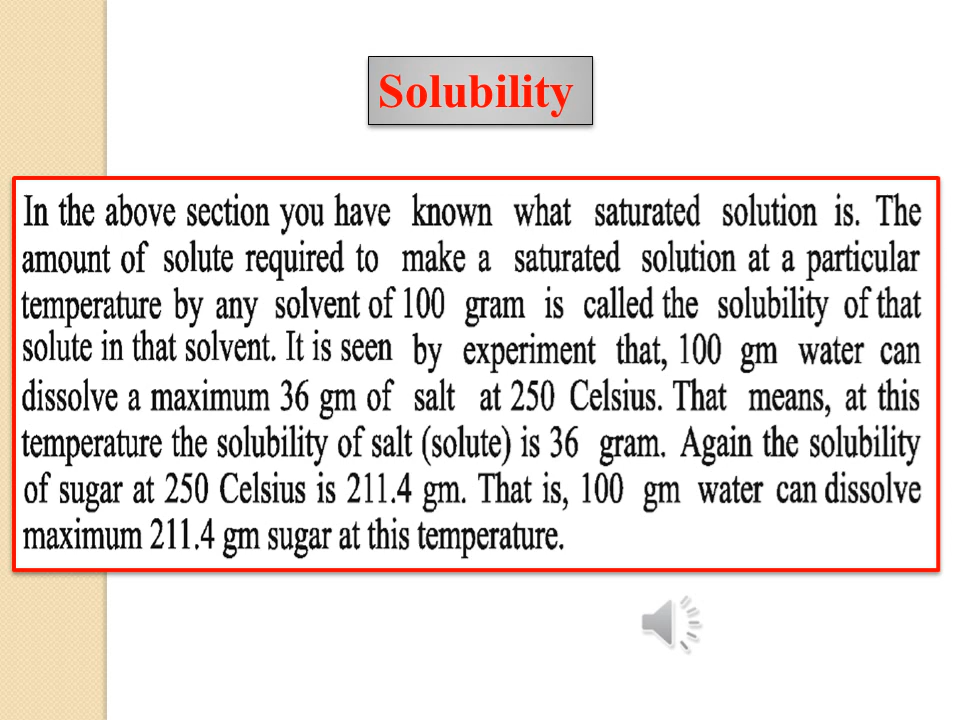 Solubility
In the above section you have known what saturated solution is. The
amount of solute required to make a saturated solution at a particular
temperature by any solvent of 100 gram is called the solubility of that
solute in that solvent. It is seen by experiment that, 100 gm water can
dissolve a maximum 36 gm of salt at 250 Celsius. That means, at this
temperature the solubility of salt (solute) is 36 gram. Again the solubility
of sugar at 250 Celsius is 211.4 gm. That is, 100 gm water can dissolve
maximum 211.4 gm sugar at this temperature.